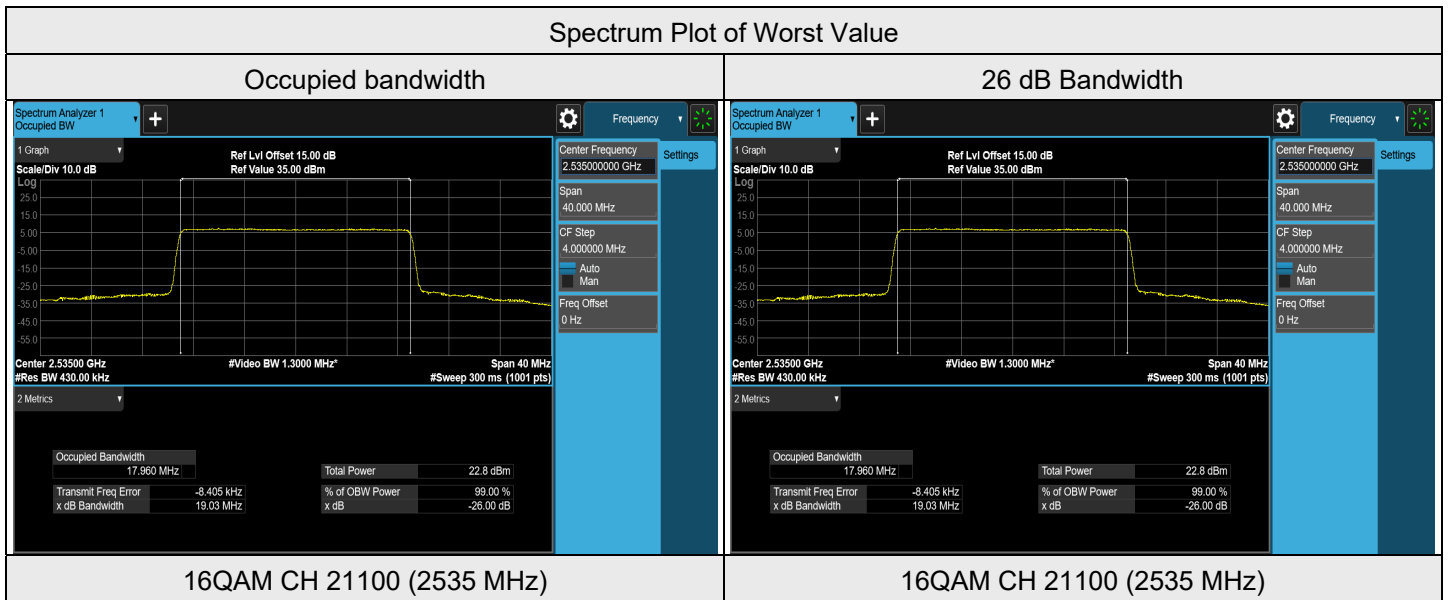 Spectrum Plot of Worst Value
Occupied bandwidth
26 dB Bandwidth
Spectrum Analyzer 1
Occupied BW
+
Frequency
1 Graph
Scale/Div 10.0 dB
Ref Lvl Offset 15.00 dB
Ref Value 35.00 dBm
Log
25.0
15.0
5.00
-5.00
-15.0
-25.0
-35.0
-45.0
-55.0
Center 2.53500 GHz
#Res BW 430.00 kHz
#Video BW 1.3000 MHz*
Span 40 MHz
#Sweep 300 ms (1001 pts)
Center Frequency
2.535000000 GHz
Settings
Span
40.000 MHz
CF Step
4.000000 MHz
Auto
Man
Freq Offset
0 Hz
2 Metrics
Occupied Bandwidth
17.960 MHz
Total Power 22.8 dBm
Transmit Freq Error -8.405 kHz % of OBW Power 99.00 %
x dB Bandwidth 19.03 MHz x dB -26.00 dB
Spectrum Analyzer 1
Occupied BW
+
Frequency
1 Graph
Scale/Div 10.0 dB
Ref Lvl Offset 15.00 dB
Ref Value 35.00 dBm
Log
25.0
15.0
5.00
-5.00
-15.0
-25.0
-35.0
-45.0
-55.0
Center 2.53500 GHz
#Res BW 430.00 kHz
#Video BW 1.3000 MHz*
Span 40 MHz
#Sweep 300 ms (1001 pts)
Center Frequency
2.535000000 GHz
Settings
Span
40.000 MHz
CF Step
4.000000 MHz
Auto
Man
Freq Offset
0 Hz
2 Metrics
Occupied Bandwidth
17.960 MHz
Total Power 22.8 dBm
Transmit Freq Error -8.405 kHz % of OBW Power 99.00 %
x dB Bandwidth 19.03 MHz x dB -26.00 dB
16QAM CH 21100 (2535 MHz)
16QAM CH 21100 (2535 MHz)